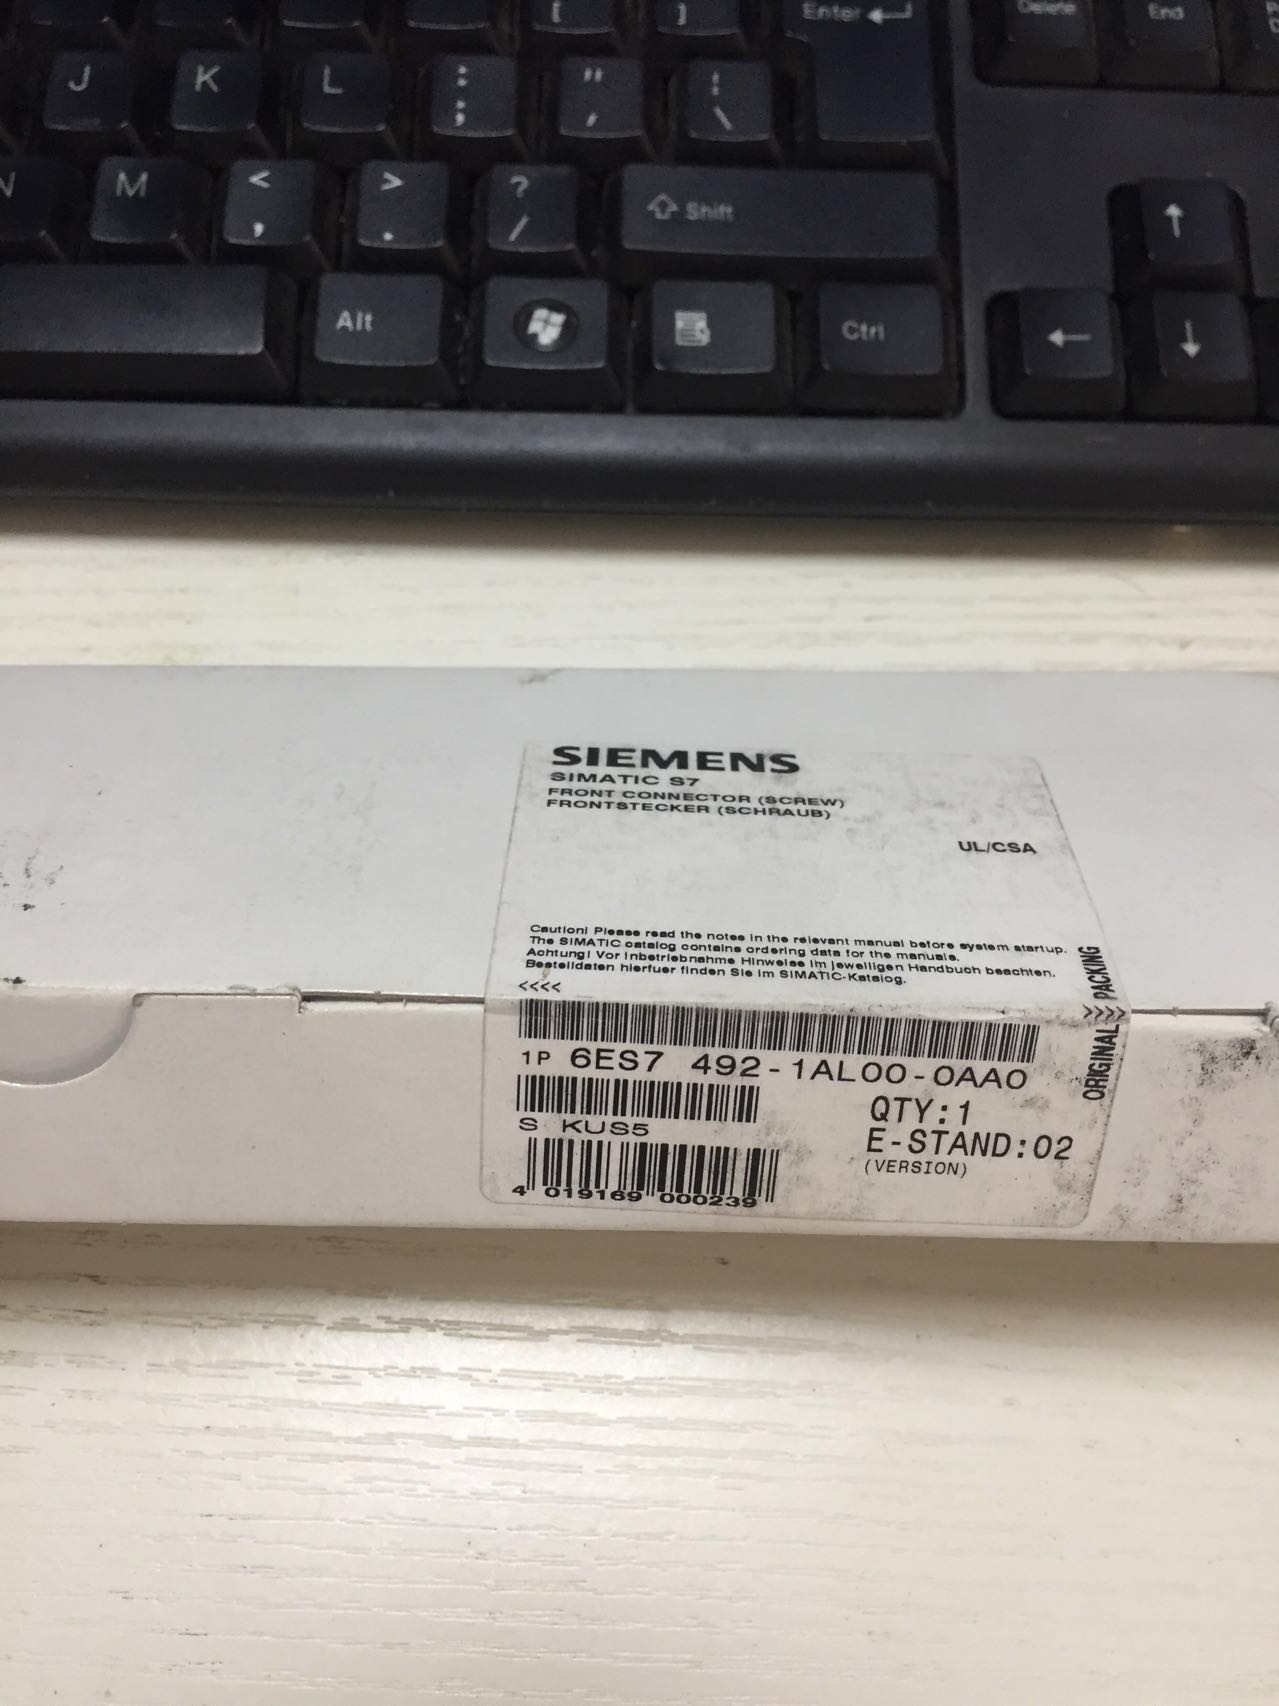 [ ] Enter Delete End
J K L : ; " ' | \
N M < , > . ? / Shift
Alt Ctrl
SIEMENS
SIMATIC S7
FRONT CONNECTOR (SCREW)
FRONTSTECKER (SCHRAUB)
UL/CSA
Caution! Please read the notes in the relevant manual before system startup.
The SIMATIC catalog contains ordering data for the manuals.
Achtung! Vor Inbetriebnahme Hinweise im jeweiligen Handbuch beachten.
Bestelldaten hierfuer finden Sie im SIMATIC-Katalog.
<<<<
ORIGINAL PACKING
1P 6ES7 492-1AL00-0AA0
QTY:1
S KUS5
E-STAND:02
(VERSION)
4 019169 000239